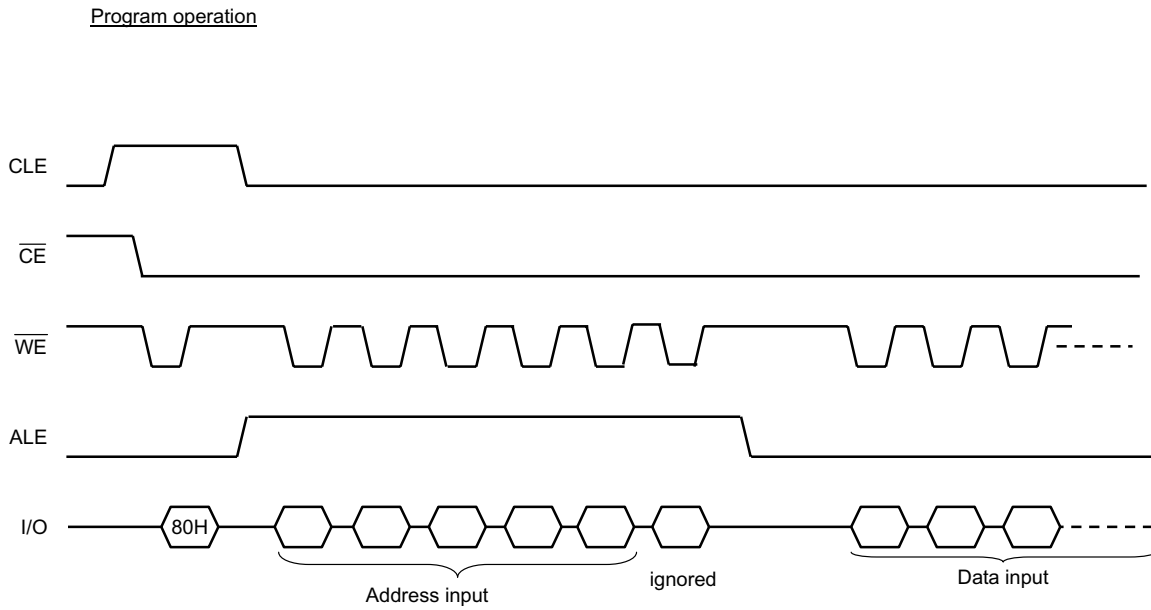 Program operation
CLE
CE
WE
ALE
I/O
80H
Address input
ignored
Data input